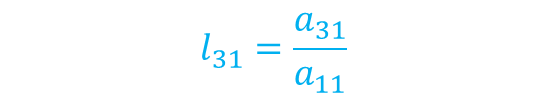 l₃₁ = a₃₁ / a₁₁